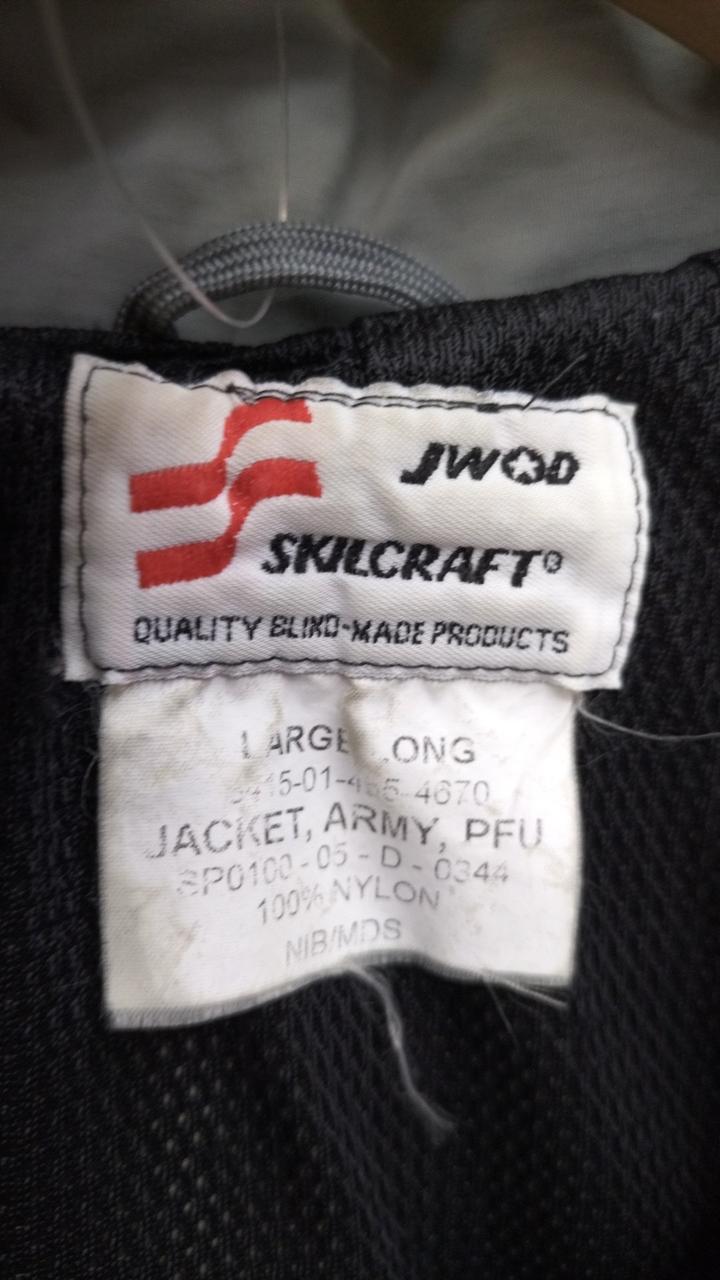 JWOD
SKILCRAFT®
QUALITY BLIND-MADE PRODUCTS
LARGE LONG
JACKET, ARMY, PFU
SP0100-05-D-0344
100% NYLON
NIB/MDS